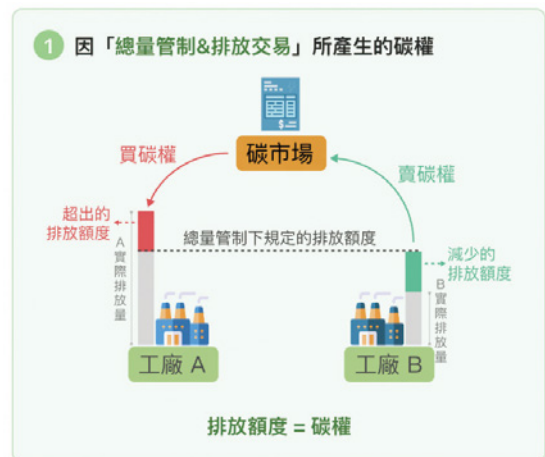 1 因「總量管制&排放交易」所產生的碳權
$
買碳權
碳市場
賣碳權
超出的
排放額度
A實際排放量
總量管制下規定的排放額度
減少的
排放額度
B實際排放量
工廠 A
工廠 B
排放額度 = 碳權